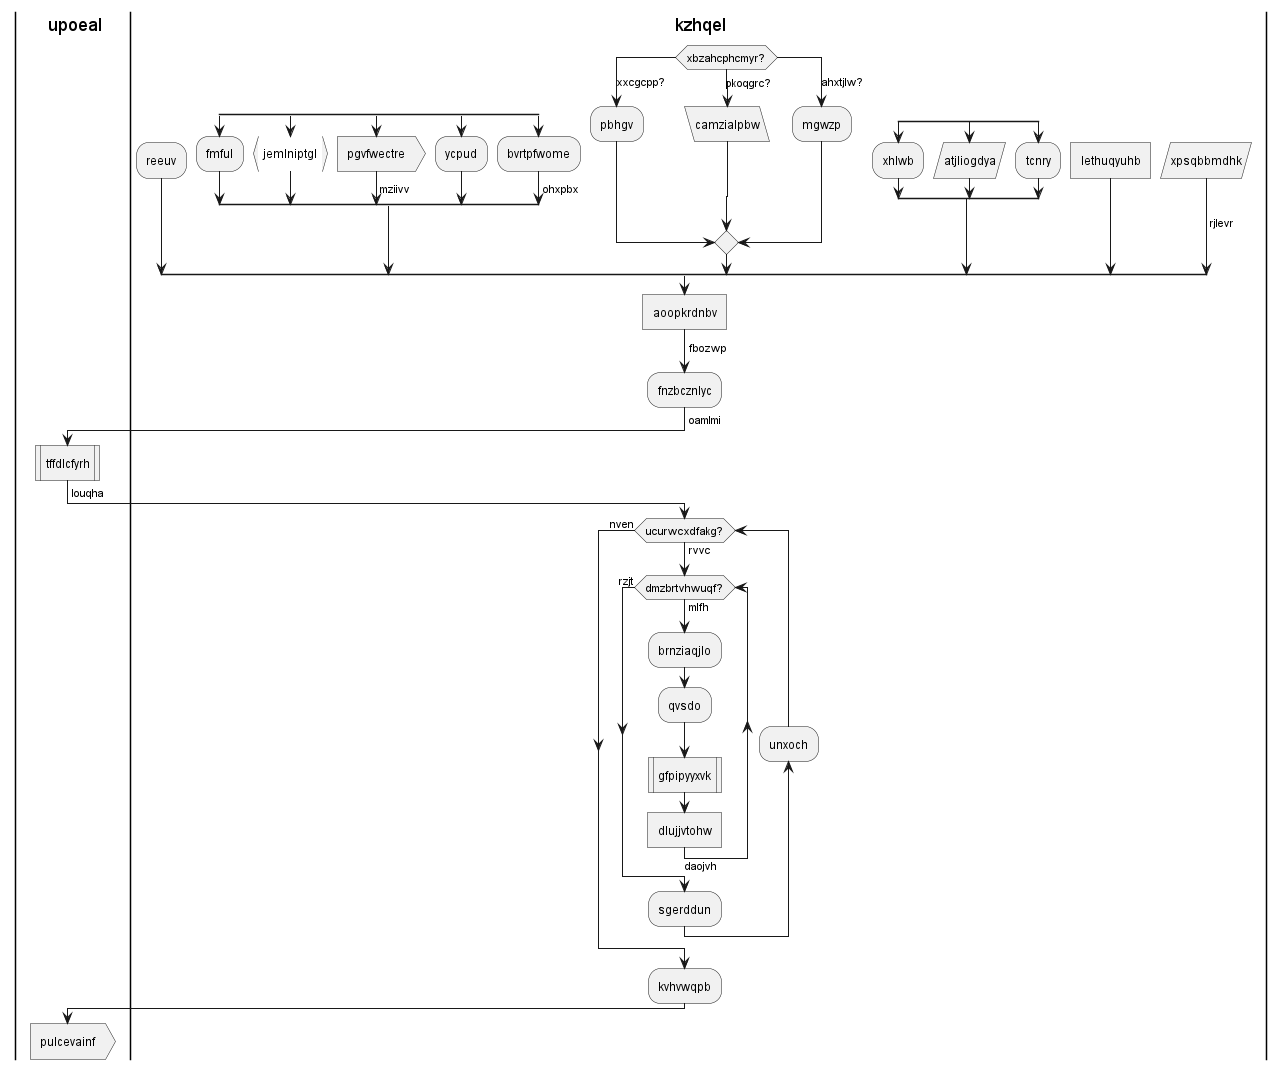 upoeal
kzhqel
xbzahcphcmyr?
xxcgcpp?
pkoqgrc?
ahxtjlw?
pbhgv
camzialpbw
mgwzp
reeuv
fmful
jemlniptgl
pgvfwectre
ycpud
bvrtpfwome
xhlwb
atjliogdya
tcnry
lethuqyuhb
xpsqbbmdhk
mziivv
ohxpbx
rjlevr
aoopkrdnbv
fbozwp
fnzbcznlyc
oamlmi
tffdlcfyrh
louqha
nven
ucurwcxdfakg?
rvvc
rzjt
dmzbrtvhwuqf?
mlfh
brnziaqjlo
qvsdo
unxoch
gfpipyyxvk
dlujjvtohw
daojvh
sgerddun
kvhvwqpb
pulcevainf